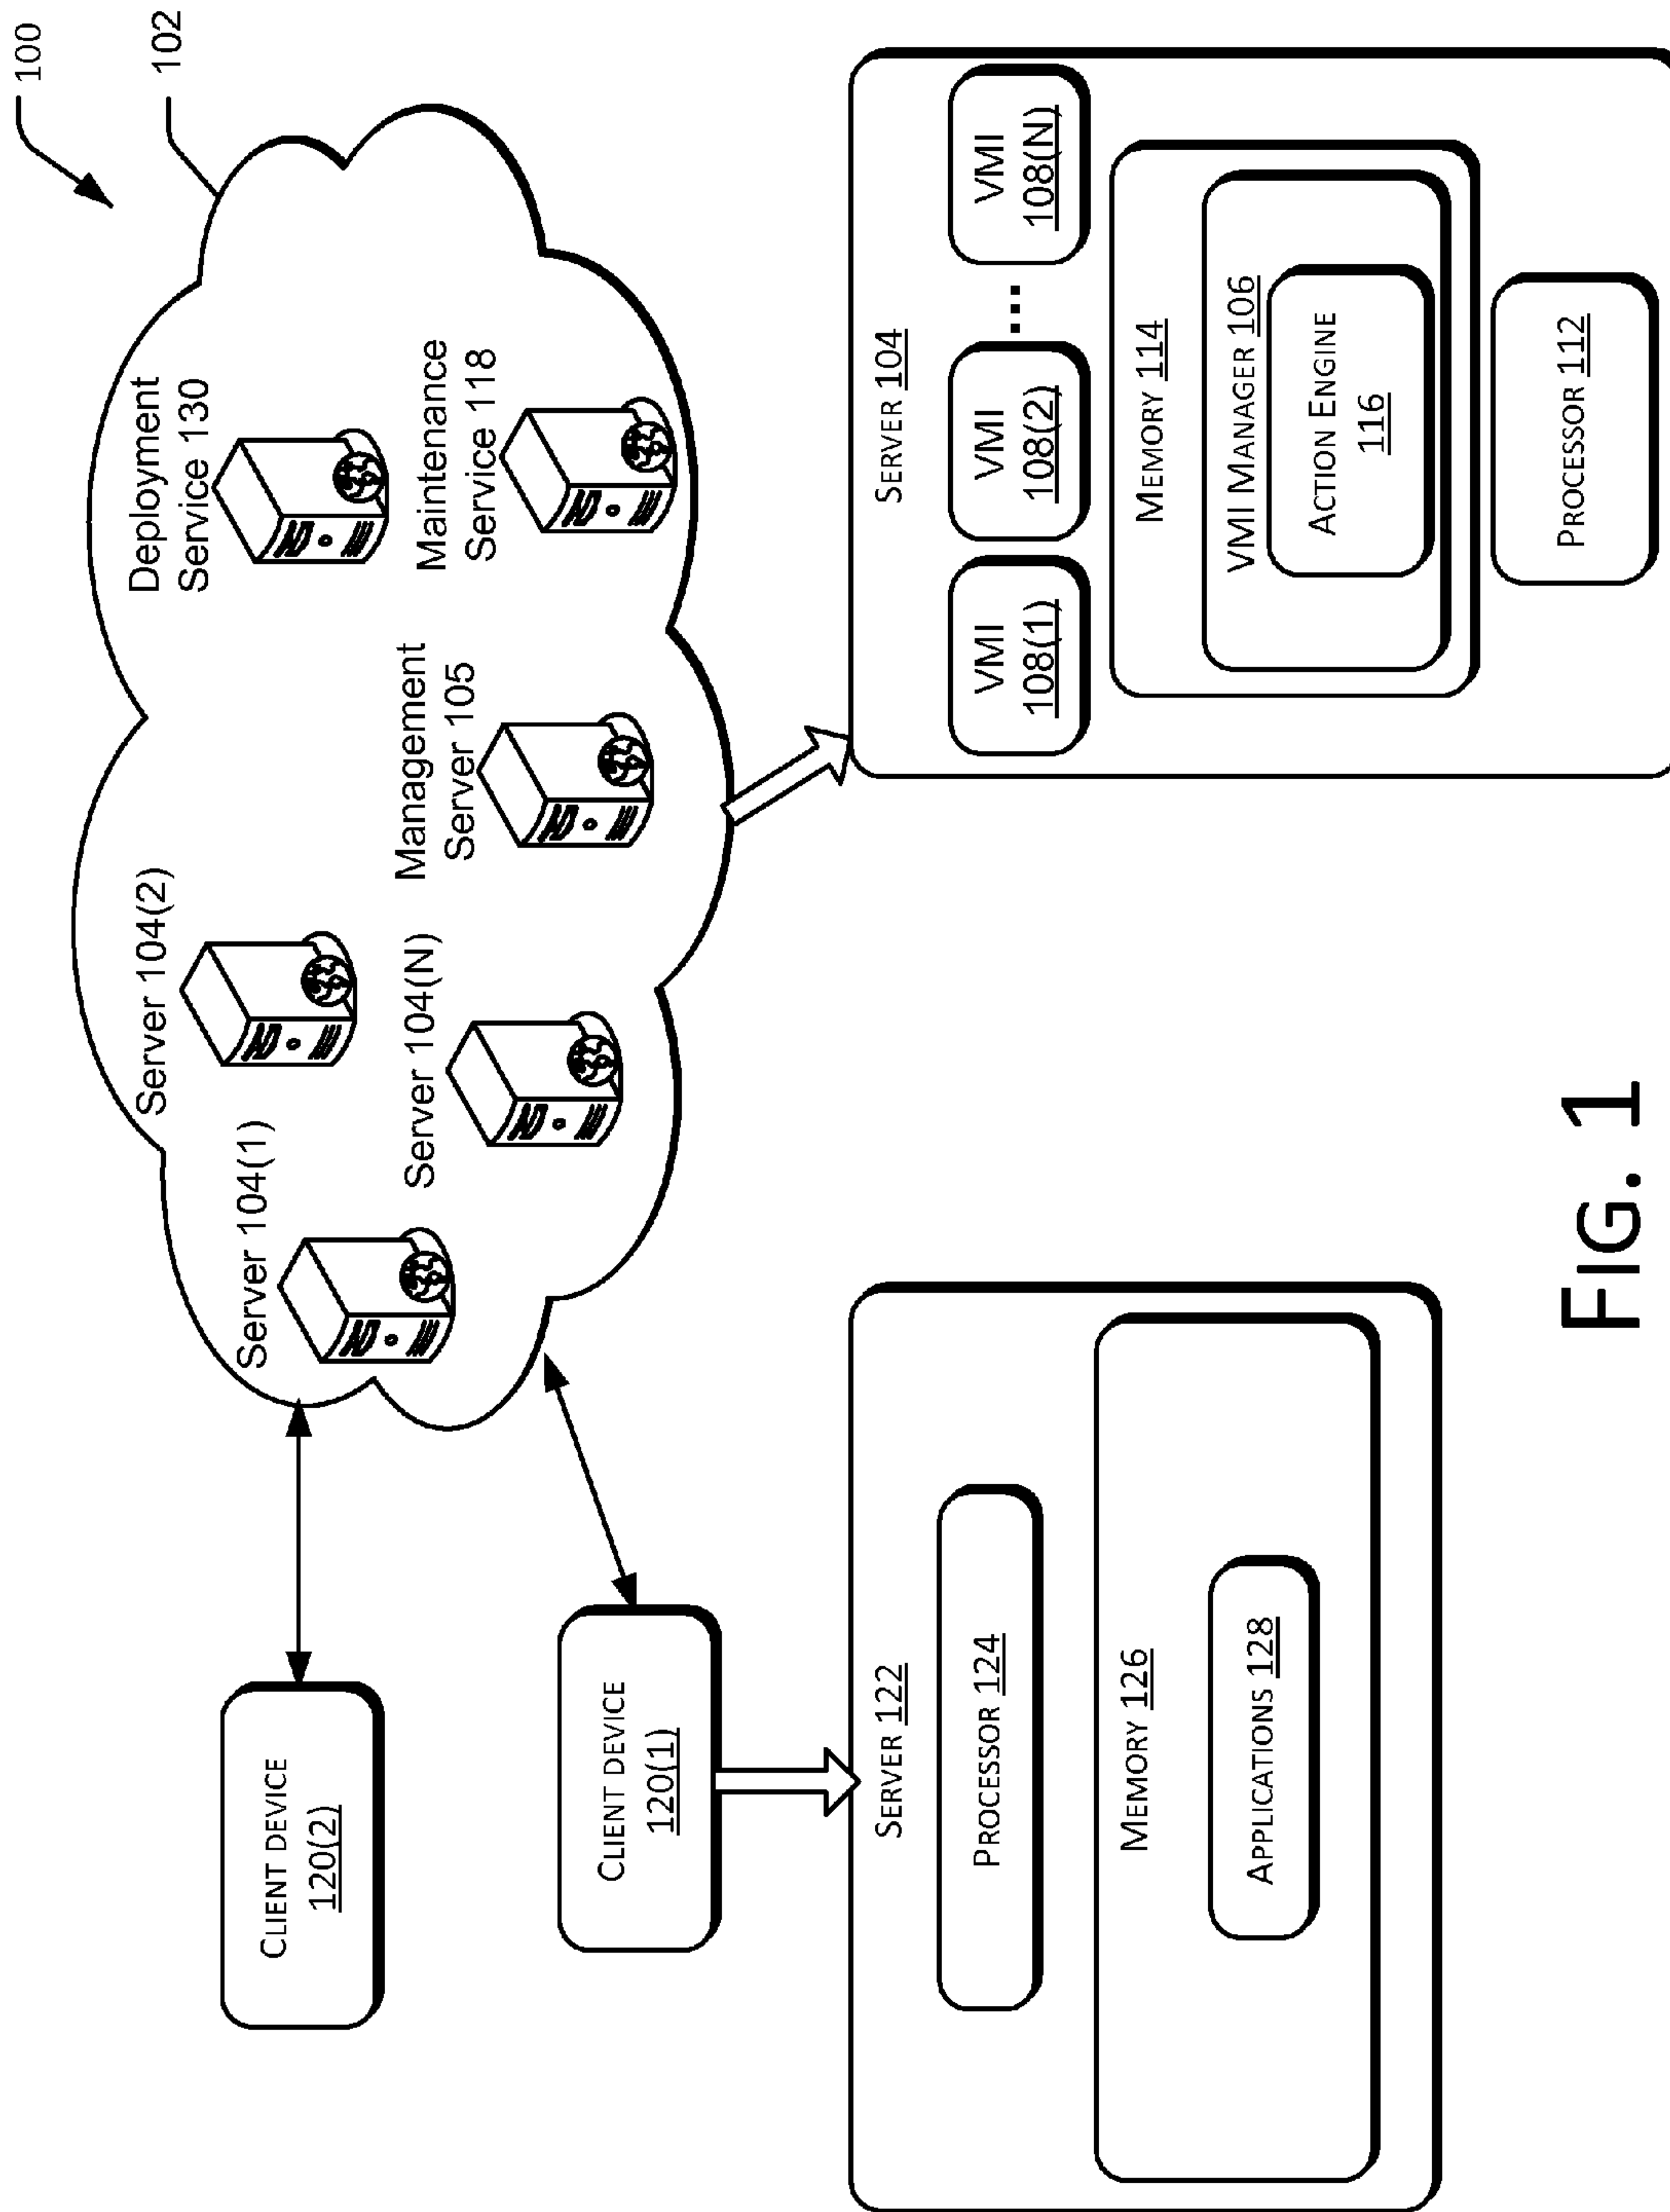 100
102
Deployment
Service 130
Maintenance
Service 118
Management
Server 105
Server 104(2)
Server 104(N)
Server 104(1)
CLIENT DEVICE
120(2)
CLIENT DEVICE
120(1)
SERVER 122
PROCESSOR 124
MEMORY 126
APPLICATIONS 128
SERVER 104
VMI
108(1)
VMI
108(2)
...
VMI
108(N)
MEMORY 114
VMI MANAGER 106
ACTION ENGINE
116
PROCESSOR 112
FIG. 1